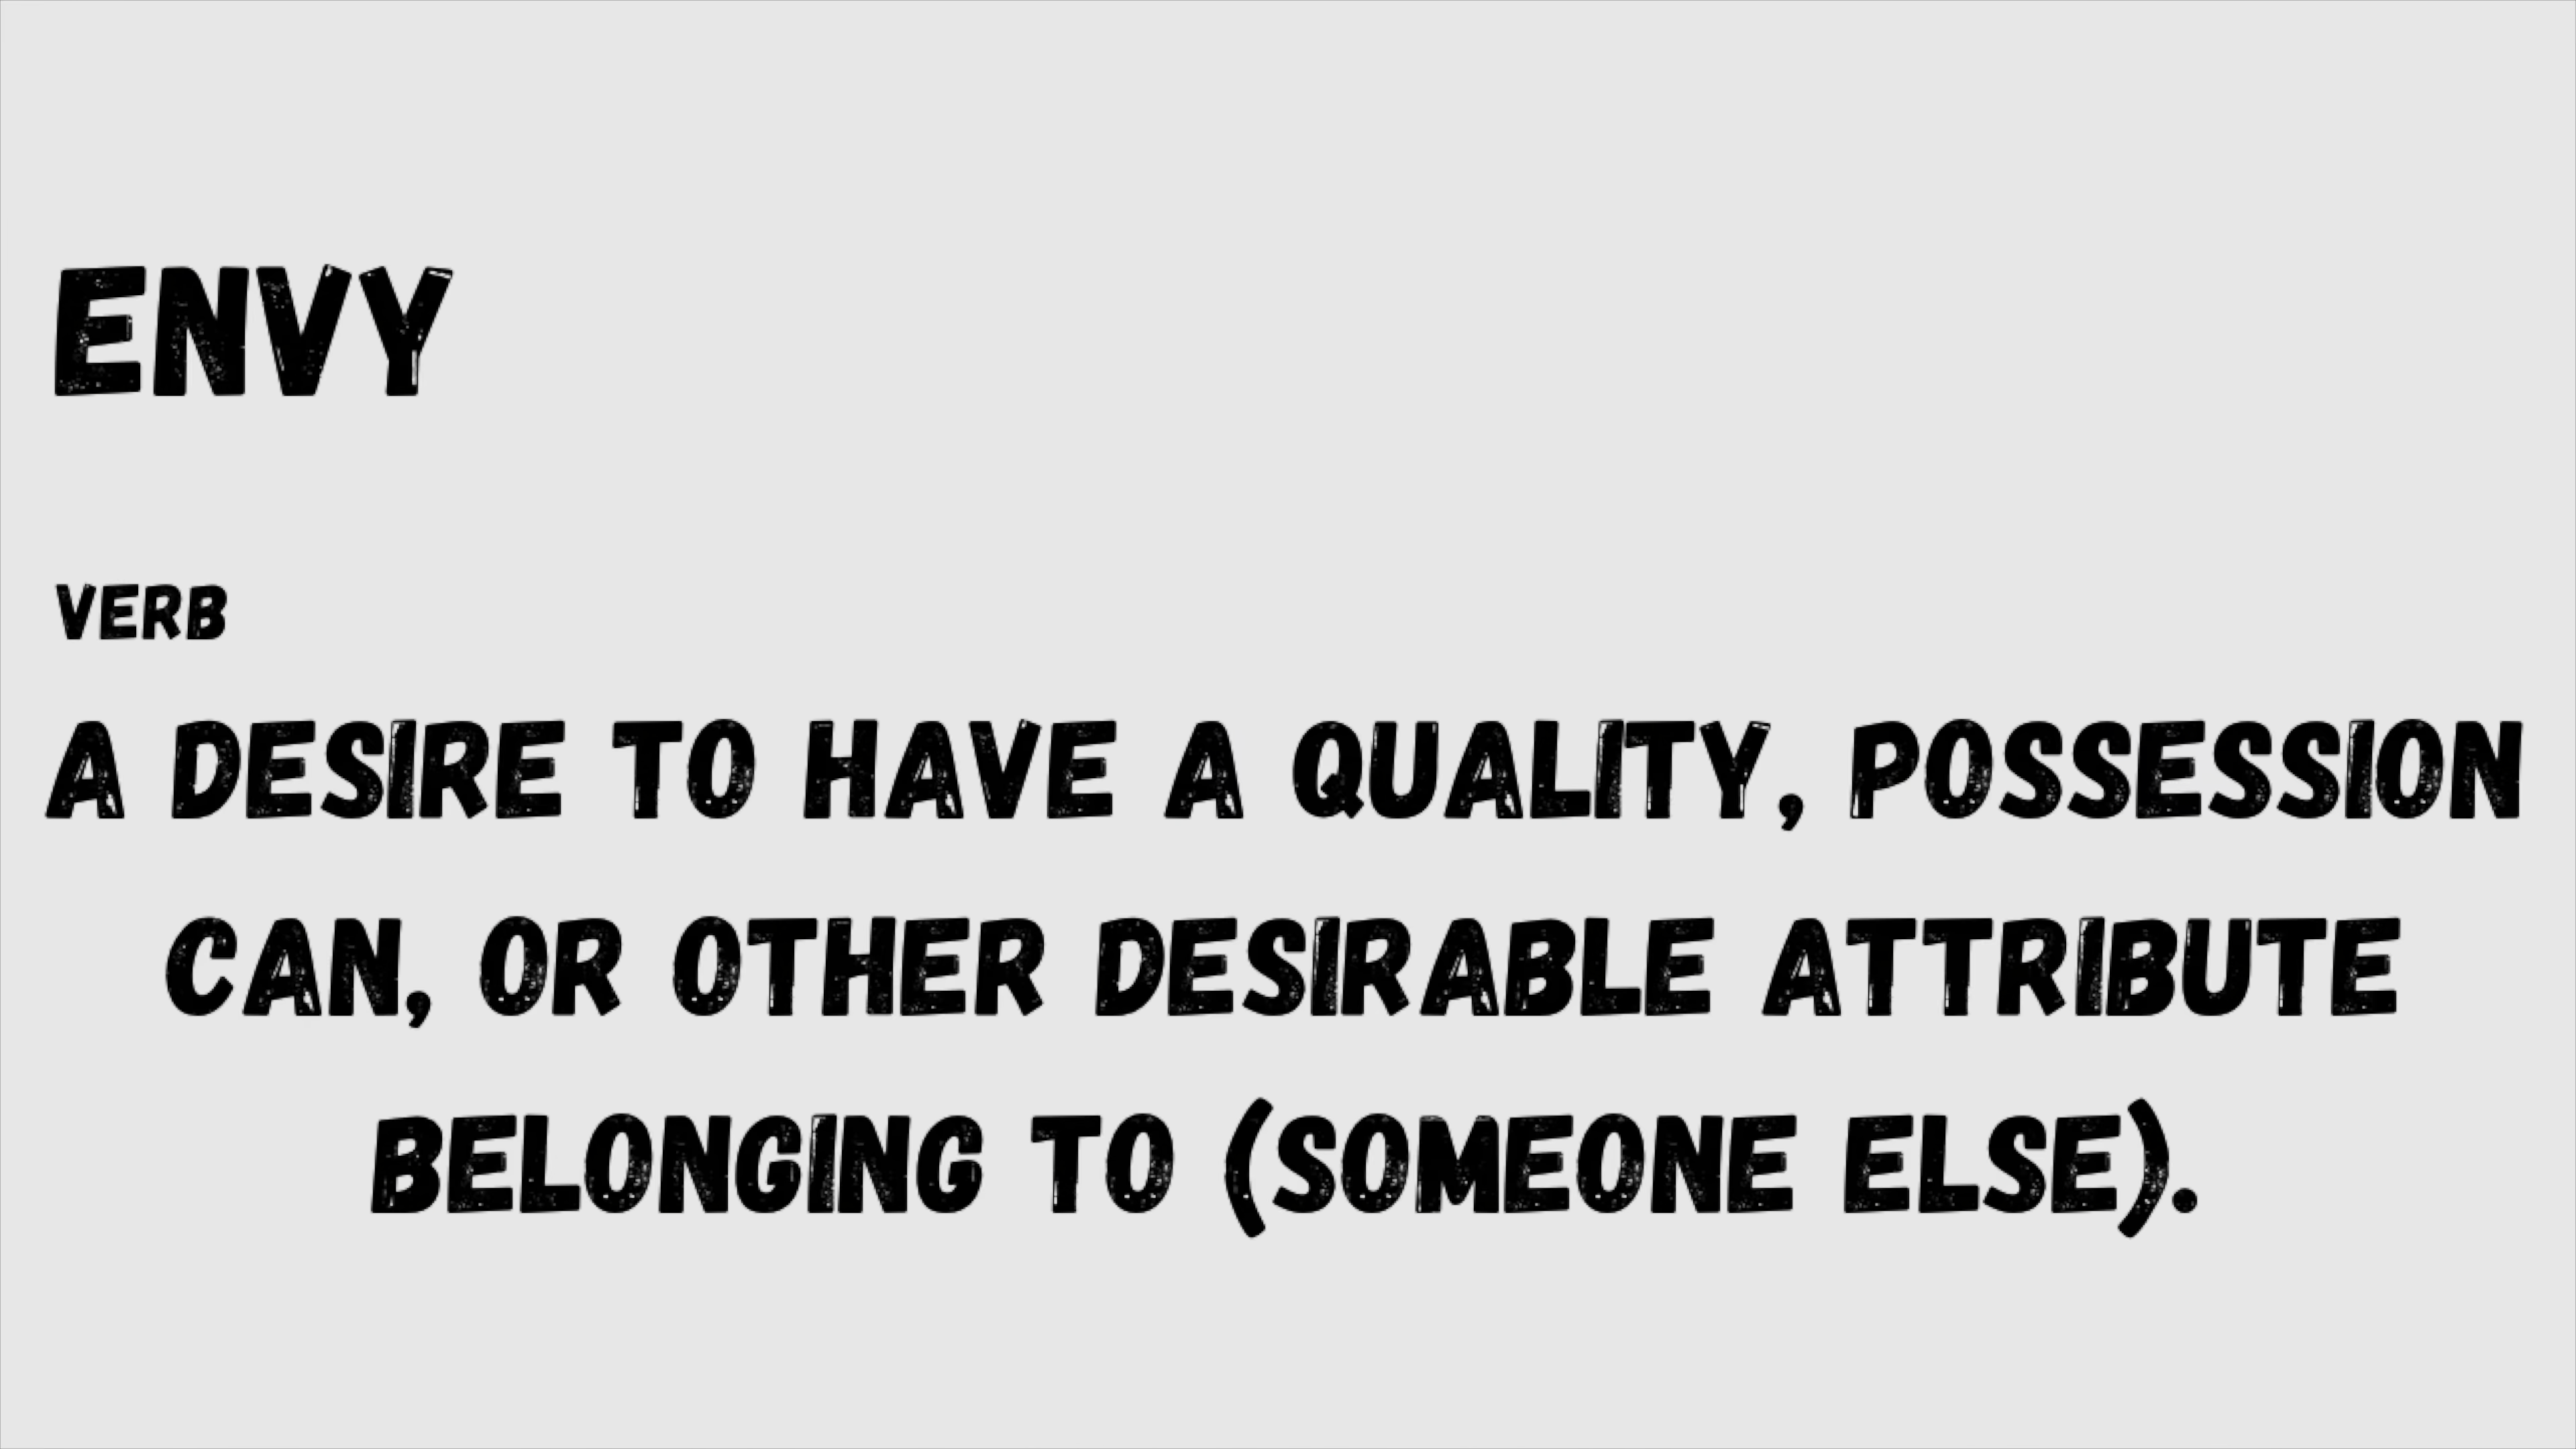 ENVY
VERB
A DESIRE TO HAVE A QUALITY, POSSESSION
CAN, OR OTHER DESIRABLE ATTRIBUTE
BELONGING TO (SOMEONE ELSE).